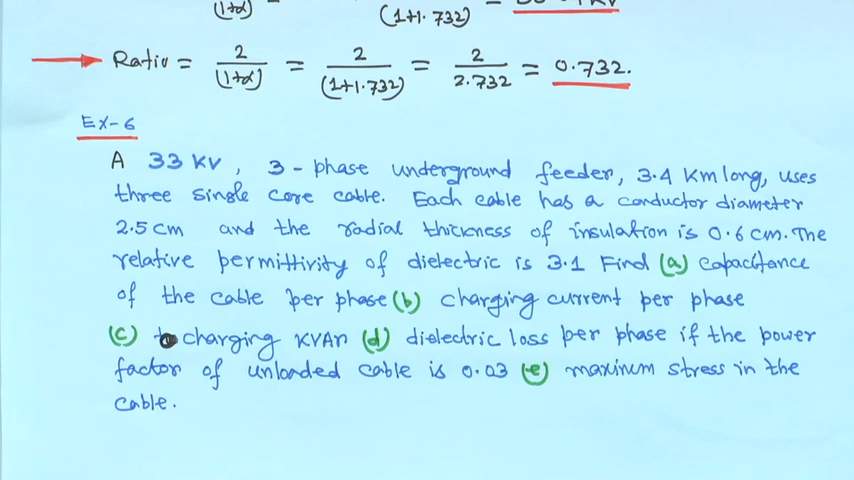 (1+α) (1+1.732)
Ratio = 2/(1+α) = 2/(1+1.732) = 2/2.732 = 0.732.
Ex-6
A 33 KV, 3-phase underground feeder, 3.4 Km long, uses
three single core cable. Each cable has a conductor diameter
2.5 cm and the radial thickness of insulation is 0.6 cm. The
relative permittivity of dielectric is 3.1 Find (a) capacitance
of the cable per phase (b) charging current per phase
(c) charging KVAr (d) dielectric loss per phase if the power
factor of unloaded cable is 0.03 (e) maximum stress in the
cable.